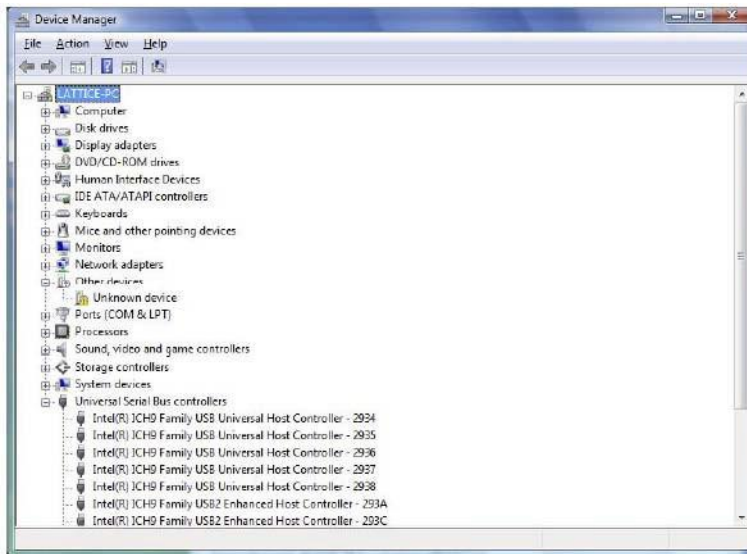 Device Manager
File Action View Help
LATTICE-PC
Computer
Disk drives
Display adapters
DVD/CD-ROM drives
Human Interface Devices
IDE ATA/ATAPI controllers
Keyboards
Mice and other pointing devices
Monitors
Network adapters
Other devices
Unknown device
Ports (COM & LPT)
Processors
Sound, video and game controllers
Storage controllers
System devices
Universal Serial Bus controllers
Intel(R) ICH9 Family USB Universal Host Controller - 2934
Intel(R) ICH9 Family USB Universal Host Controller - 2935
Intel(R) ICH9 Family USB Universal Host Controller - 2936
Intel(R) ICH9 Family USB Universal Host Controller - 2937
Intel(R) ICH9 Family USB Universal Host Controller - 2938
Intel(R) ICH9 Family USB2 Enhanced Host Controller - 293A
Intel(R) ICH9 Family USB2 Enhanced Host Controller - 293C